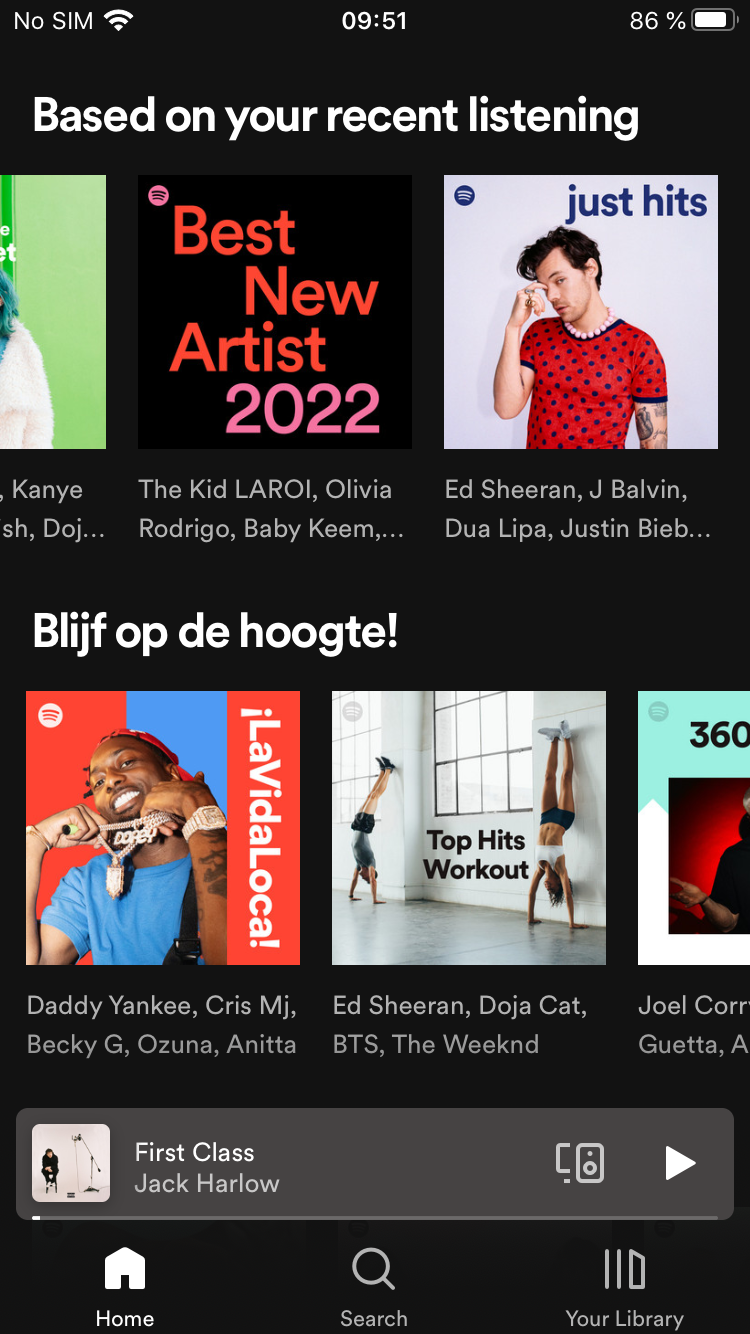 No SIM 09:51 86 %
Based on your recent listening
e
et
Best
New
Artist
2022
just hits
, Kanye
ish, Doj...
The Kid LAROI, Olivia
Rodrigo, Baby Keem,...
Ed Sheeran, J Balvin,
Dua Lipa, Justin Bieb...
Blijf op de hoogte!
¡LaVidaLoca!
DOPEY
Top Hits
Workout
360
Daddy Yankee, Cris Mj,
Becky G, Ozuna, Anitta
Ed Sheeran, Doja Cat,
BTS, The Weeknd
Joel Corr
Guetta, A
First Class
Jack Harlow
Home
Search
Your Library